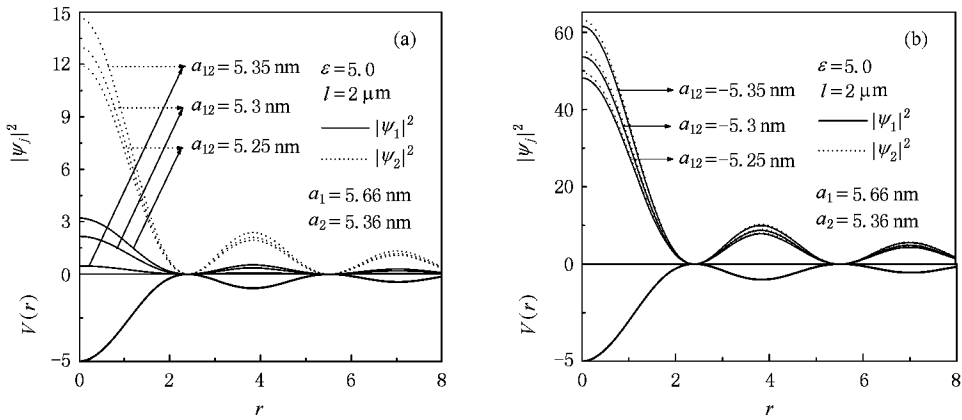 (a)
15
12
9
6
3
0
−5
|ψj|²
V(r)
a12=5.35 nm
a12=5.3 nm
a12=5.25 nm
ε=5.0
l=2 μm
|ψ1|²
|ψ2|²
a1=5.66 nm
a2=5.36 nm
0
2
4
6
8
r
(b)
60
40
20
0
−5
|ψj|²
V(r)
a12=−5.35 nm
a12=−5.3 nm
a12=−5.25 nm
ε=5.0
l=2 μm
|ψ1|²
|ψ2|²
a1=5.66 nm
a2=5.36 nm
0
2
4
6
8
r